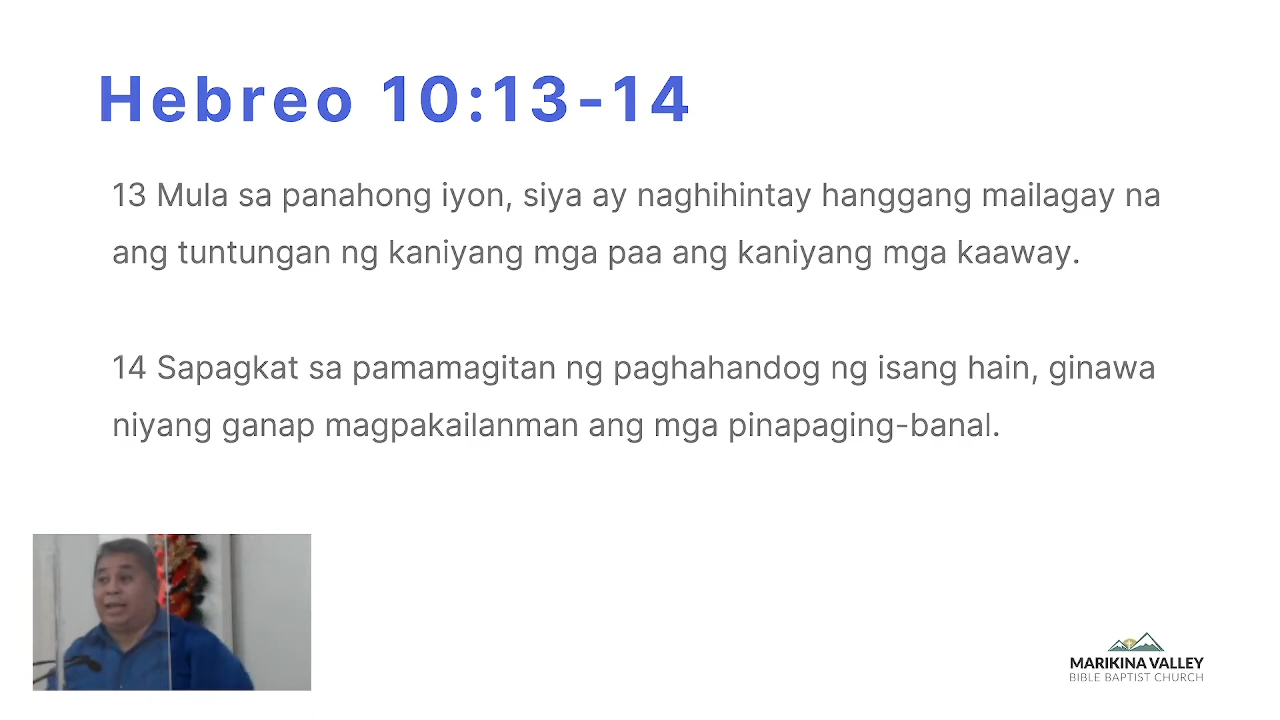 Hebreo 10:13-14
13 Mula sa panahong iyon, siya ay naghihintay hanggang mailagay na
ang tuntungan ng kaniyang mga paa ang kaniyang mga kaaway.
14 Sapagkat sa pamamagitan ng paghahandog ng isang hain, ginawa
niyang ganap magpakailanman ang mga pinapaging-banal.
MARIKINA VALLEY
BIBLE BAPTIST CHURCH